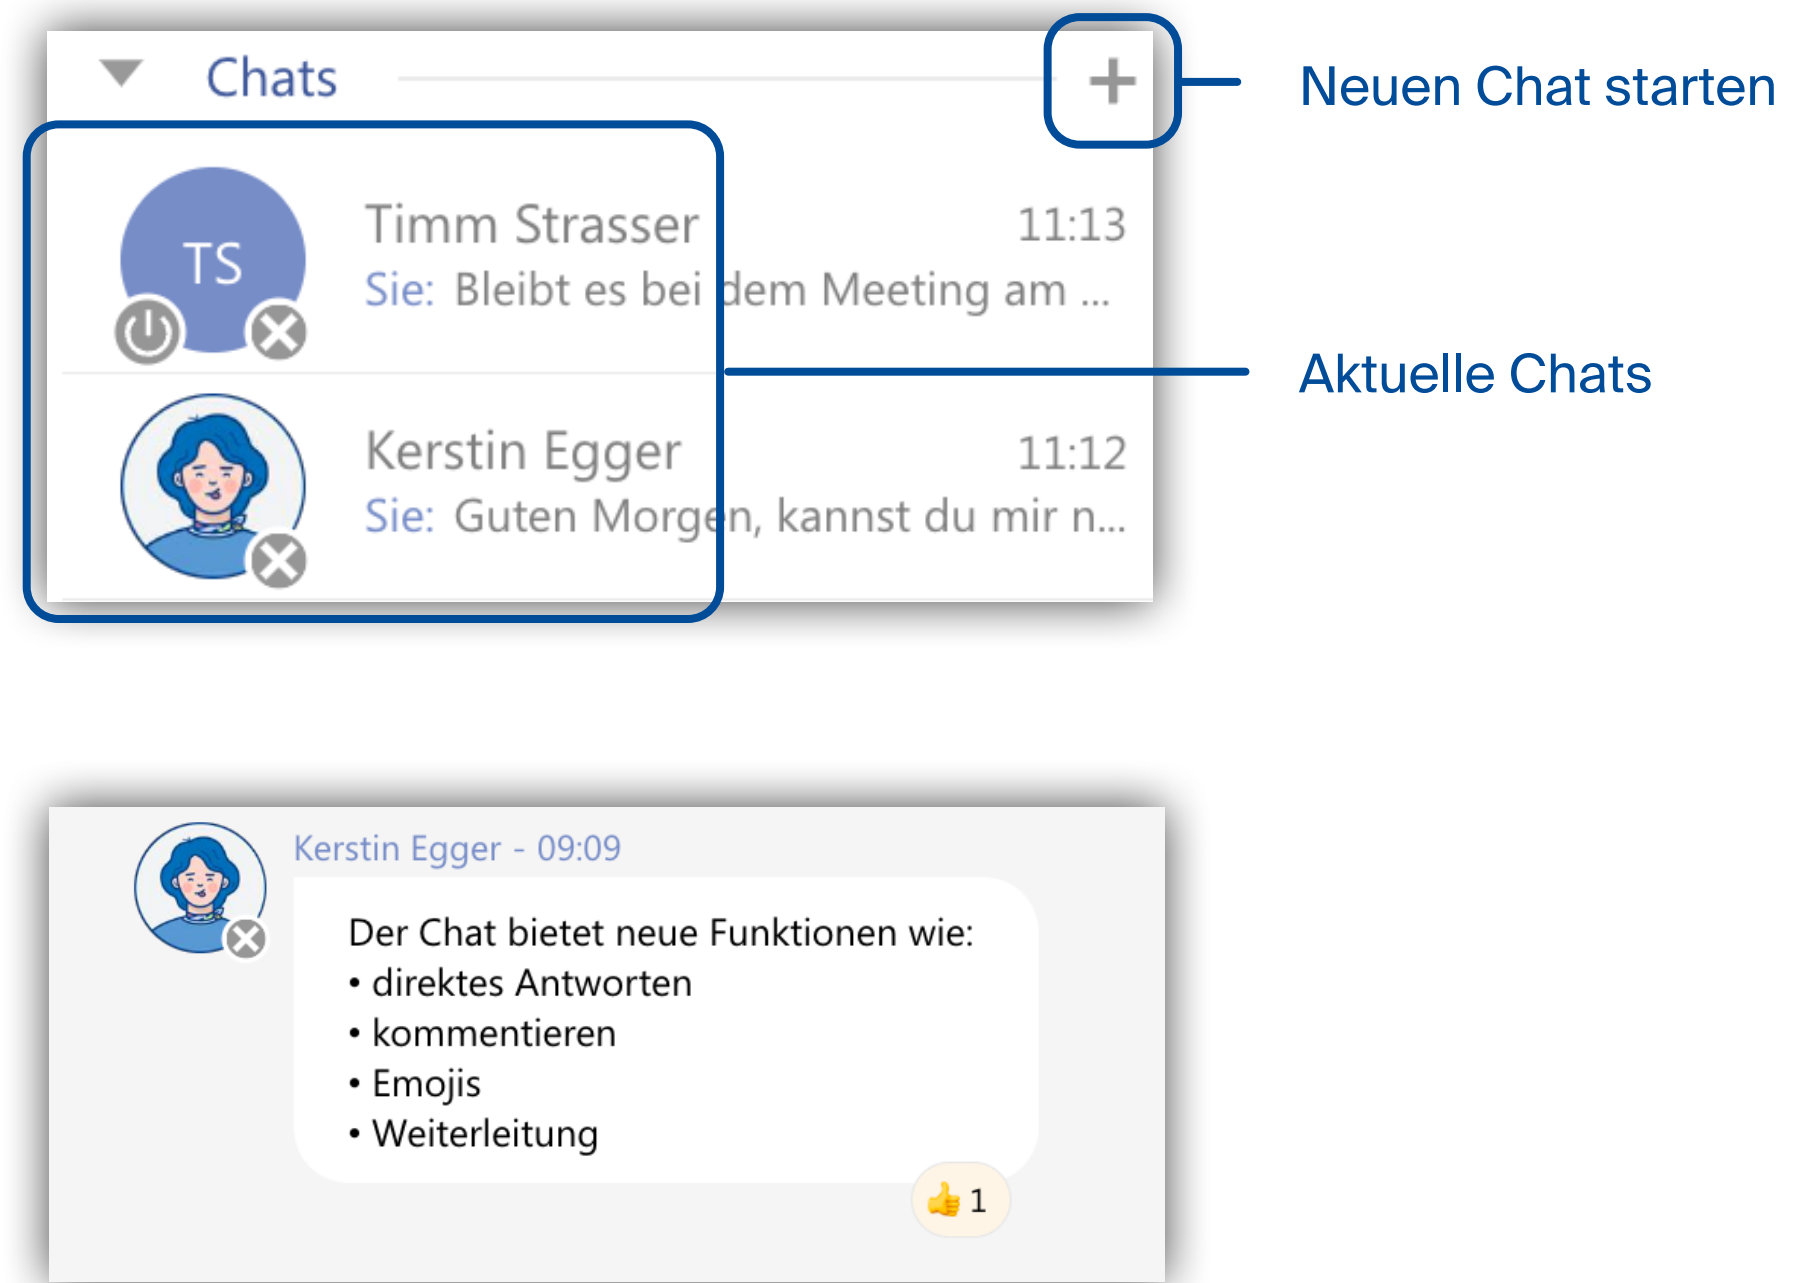 Chats
Neuen Chat starten
TS
Timm Strasser 11:13
Sie: Bleibt es bei dem Meeting am ...
Aktuelle Chats
Kerstin Egger 11:12
Sie: Guten Morgen, kannst du mir n...
Kerstin Egger - 09:09
Der Chat bietet neue Funktionen wie:
• direktes Antworten
• kommentieren
• Emojis
• Weiterleitung
👍 1